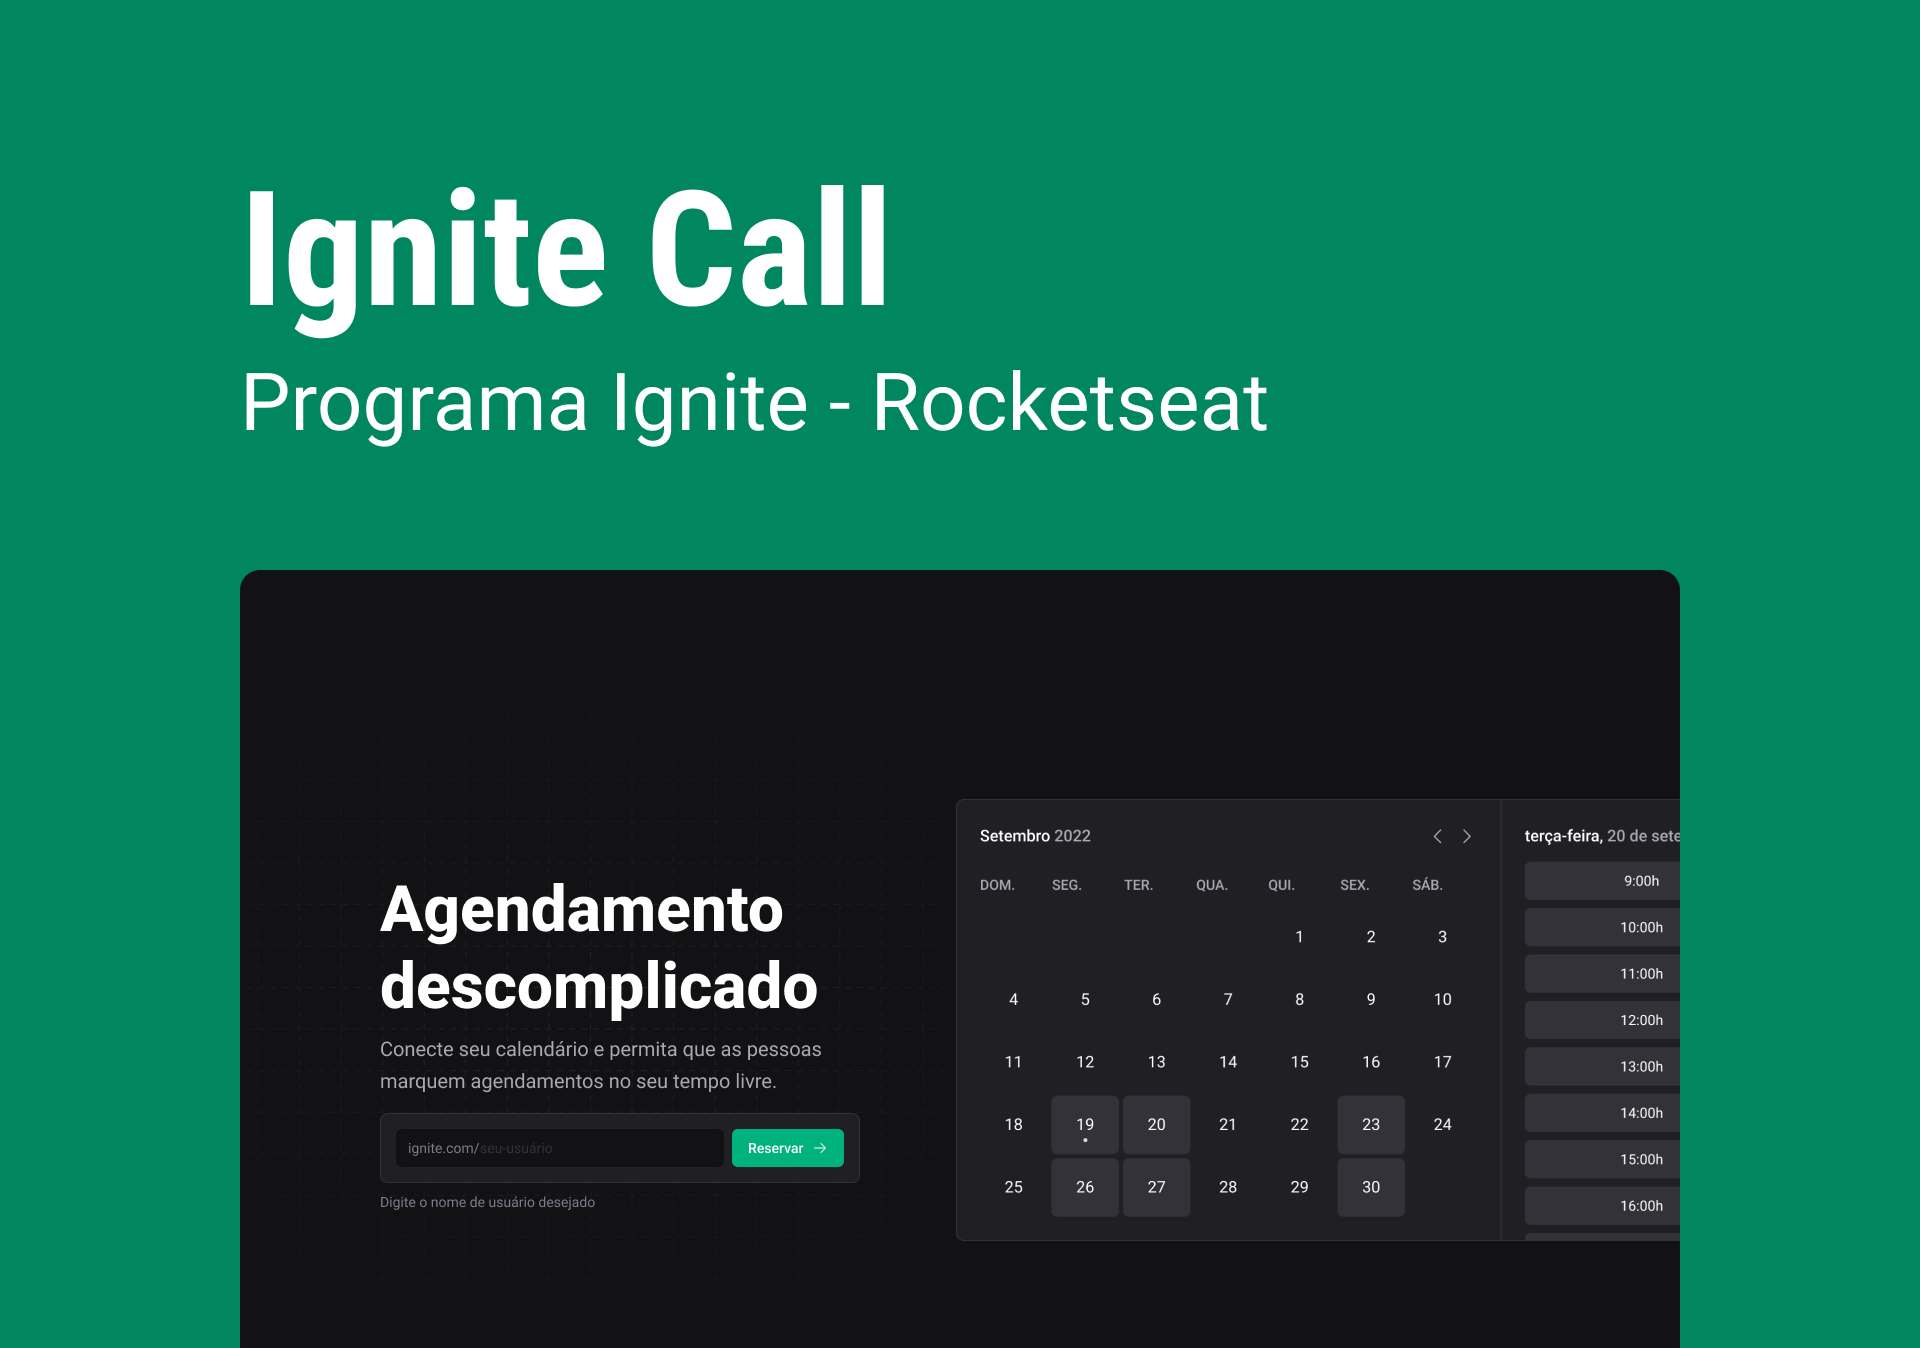 Ignite Call
Programa Ignite - Rocketseat
Agendamento
descomplicado
Conecte seu calendário e permita que as pessoas
marquem agendamentos no seu tempo livre.
ignite.com/seu-usuário
Reservar
Digite o nome de usuário desejado
Setembro 2022
DOM. SEG. TER. QUA. QUI. SEX. SÁB.
1 2 3
4 5 6 7 8 9 10
11 12 13 14 15 16 17
18 19 20 21 22 23 24
25 26 27 28 29 30
terça-feira, 20 de sete
9:00h
10:00h
11:00h
12:00h
13:00h
14:00h
15:00h
16:00h